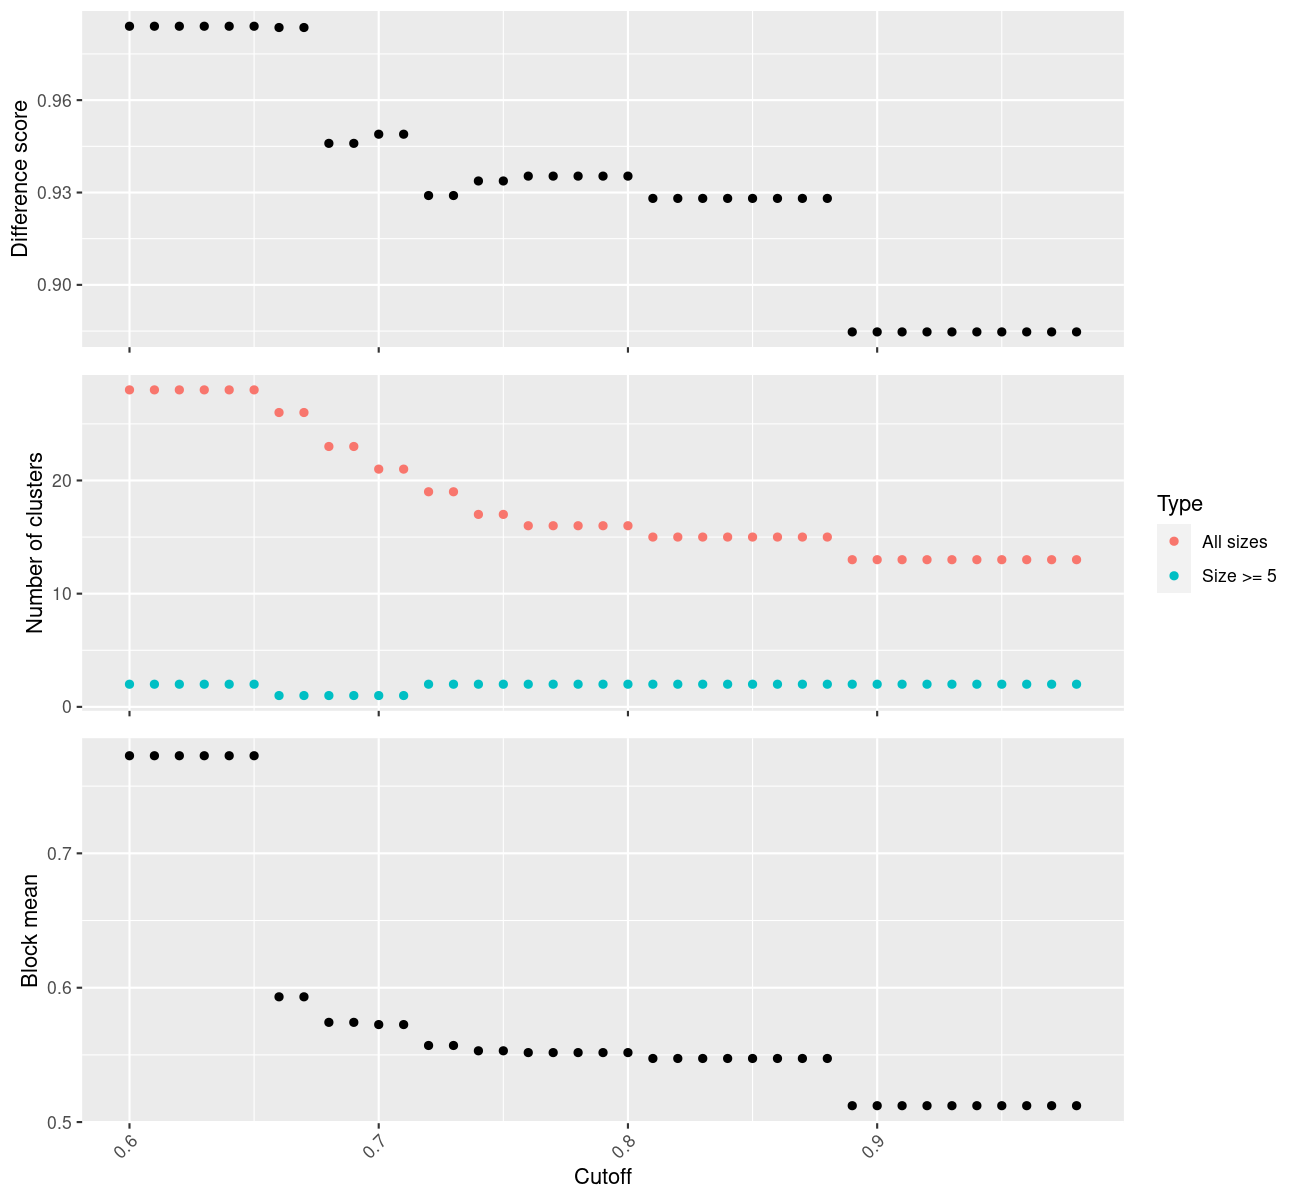 Difference score
0.96
0.93
0.90
Number of clusters
20
10
0
Type
All sizes
Size >= 5
Block mean
0.7
0.6
0.5
0.6
0.7
0.8
0.9
Cutoff